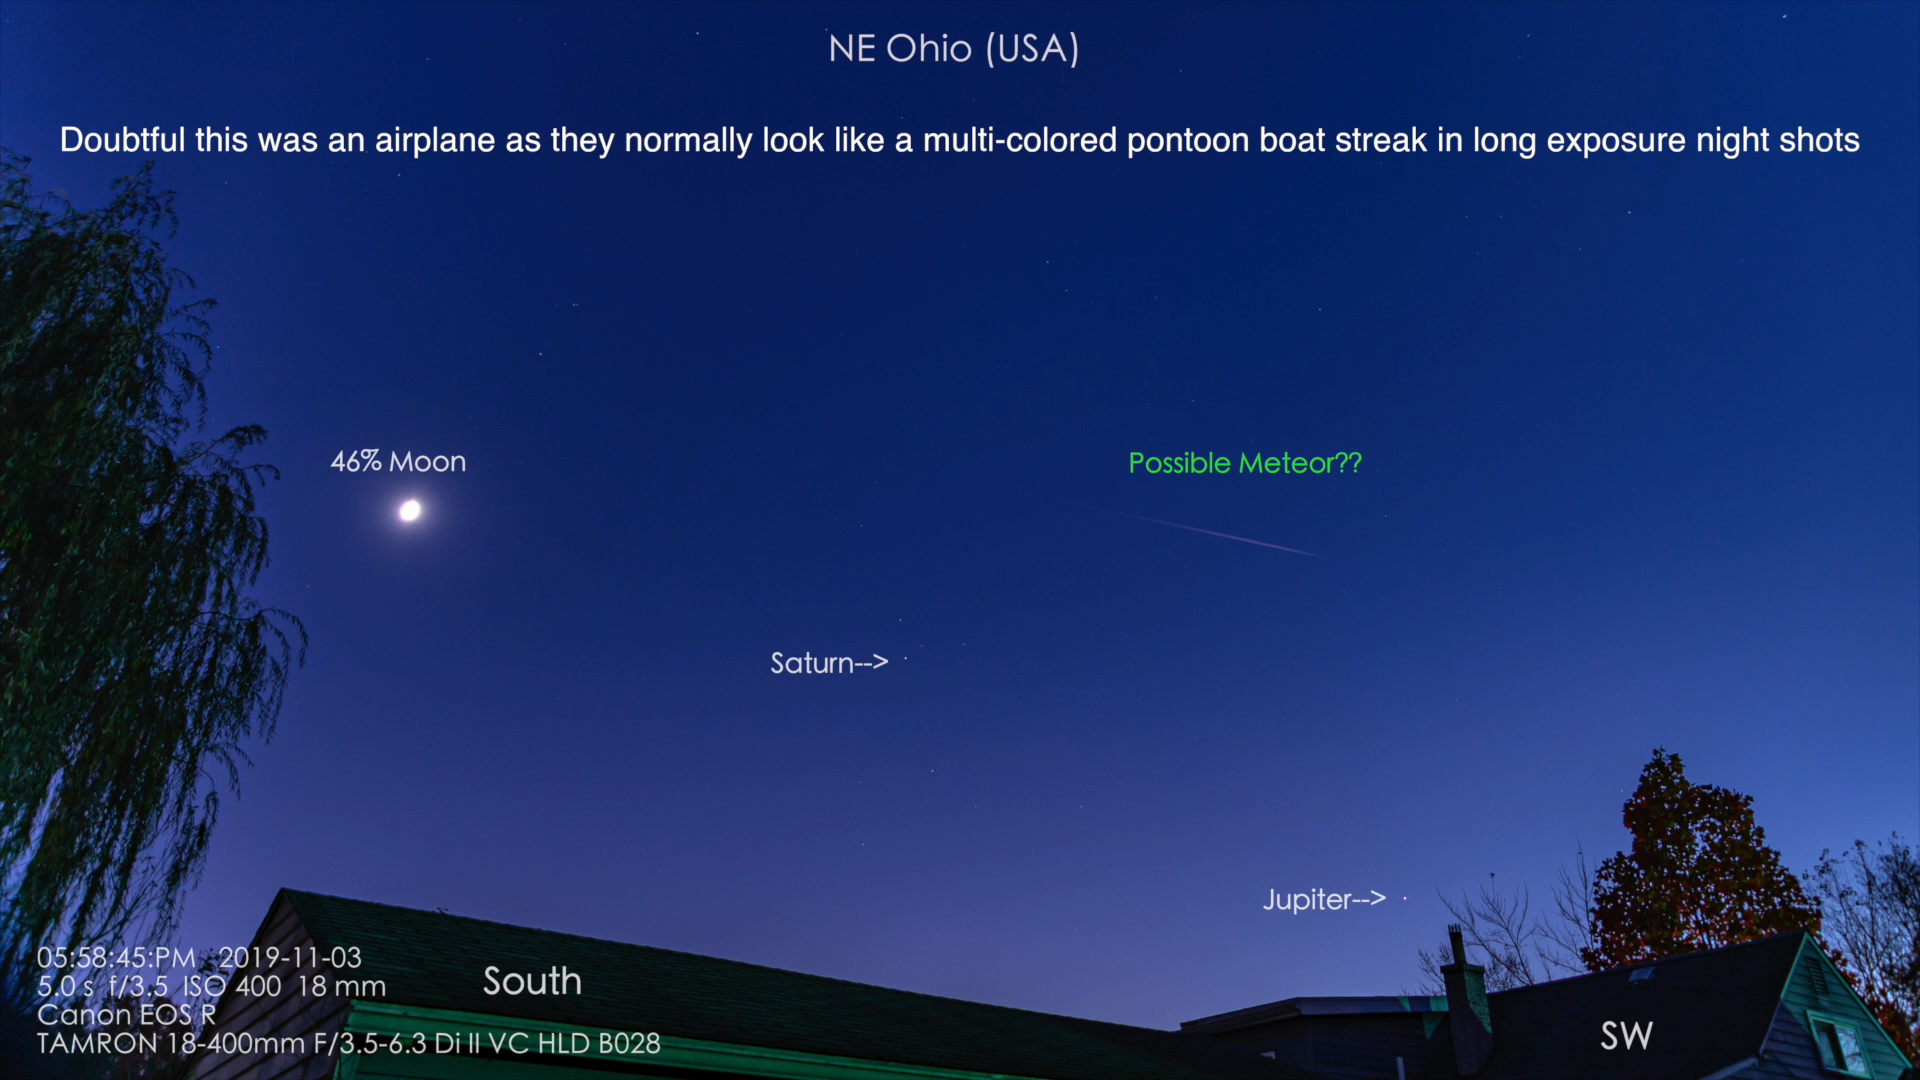 NE Ohio (USA)
Doubtful this was an airplane as they normally look like a multi-colored pontoon boat streak in long exposure night shots
46% Moon
Possible Meteor??
Saturn-->
Jupiter-->
05:58:45:PM 2019-11-03
5.0 s f/3.5 ISO 400 18 mm
Canon EOS R
TAMRON 18-400mm F/3.5-6.3 Di II VC HLD B028
South
SW